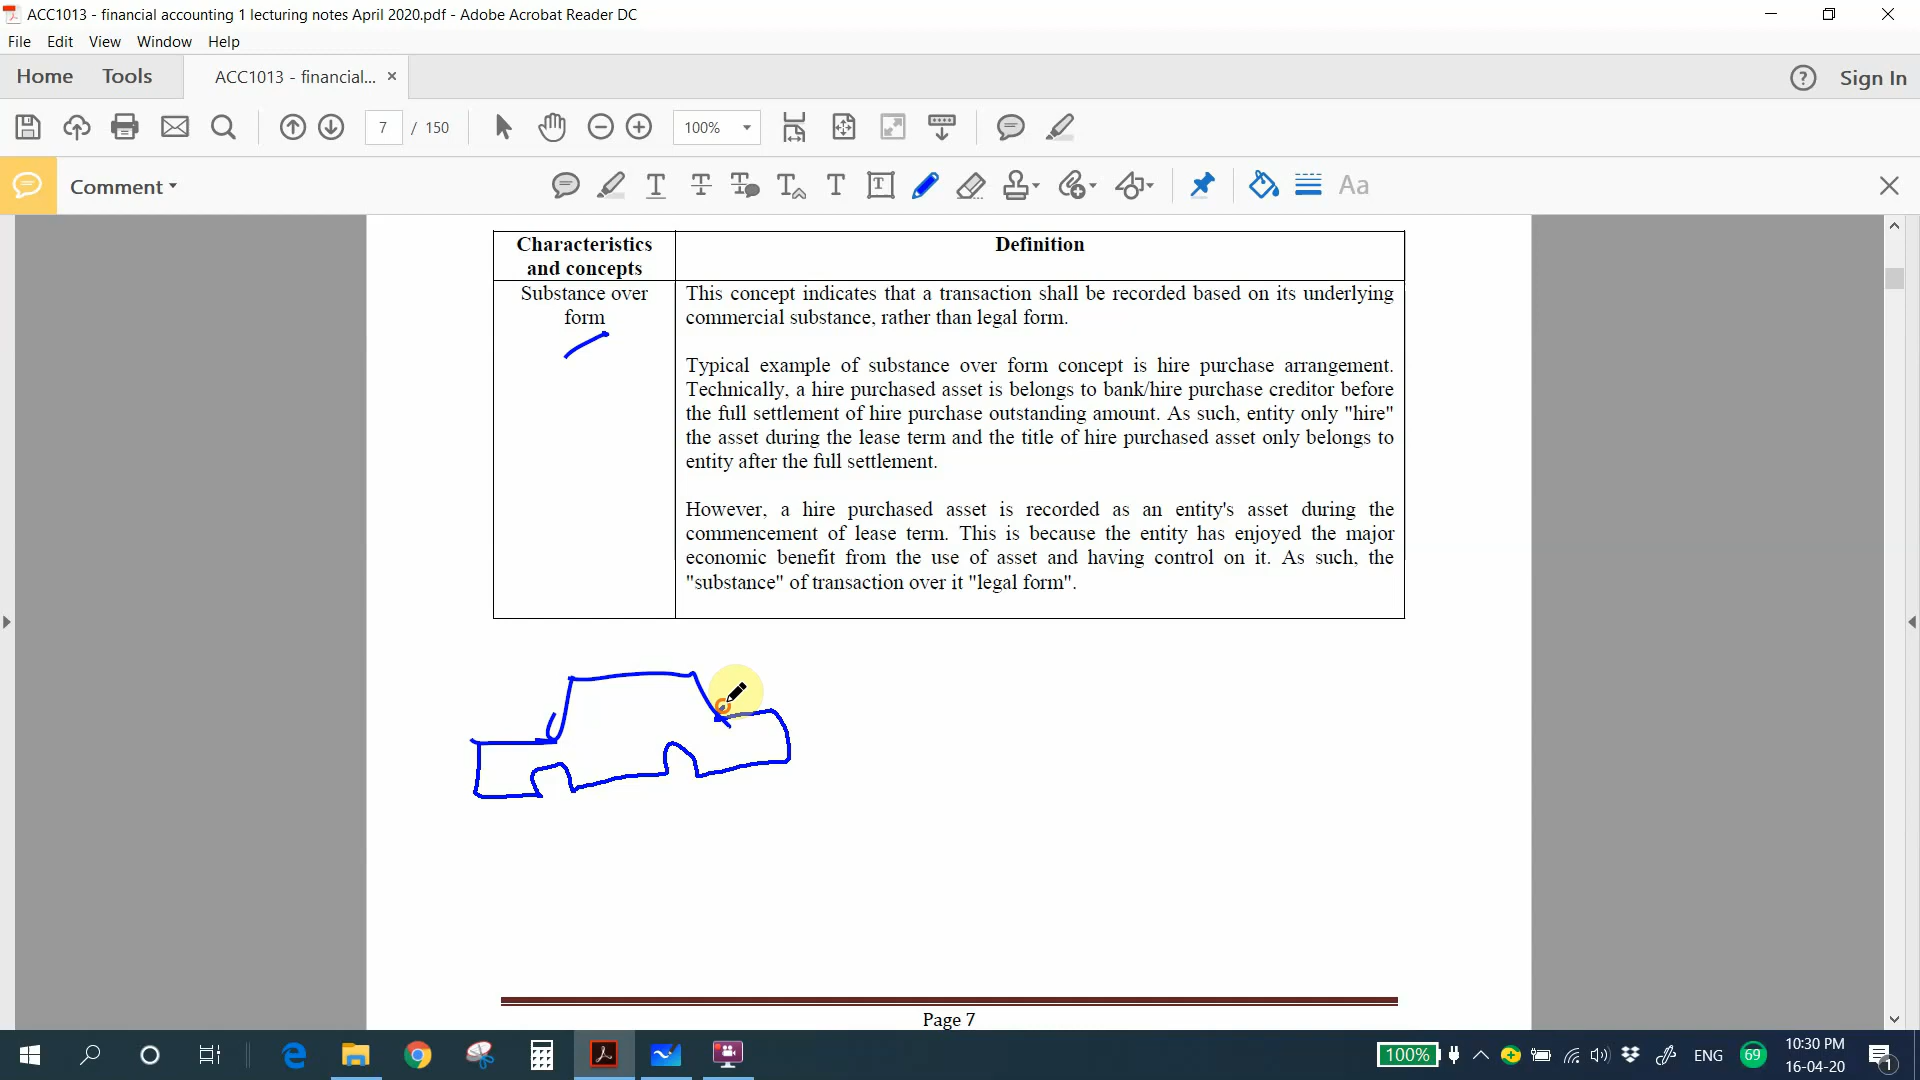 ACC1013 - financial accounting 1 lecturing notes April 2020.pdf - Adobe Acrobat Reader DC
File Edit View Window Help
Home Tools ACC1013 - financial... × Sign In
7 / 150 100%
Comment Aa
Characteristics and concepts
Definition
Substance over
form
This concept indicates that a transaction shall be recorded based on its underlying
commercial substance, rather than legal form.
Typical example of substance over form concept is hire purchase arrangement.
Technically, a hire purchased asset is belongs to bank/hire purchase creditor before
the full settlement of hire purchase outstanding amount. As such, entity only "hire"
the asset during the lease term and the title of hire purchased asset only belongs to
entity after the full settlement.
However, a hire purchased asset is recorded as an entity's asset during the
commencement of lease term. This is because the entity has enjoyed the major
economic benefit from the use of asset and having control on it. As such, the
"substance" of transaction over it "legal form".
Page 7
100% ENG 69 10:30 PM
16-04-20 1